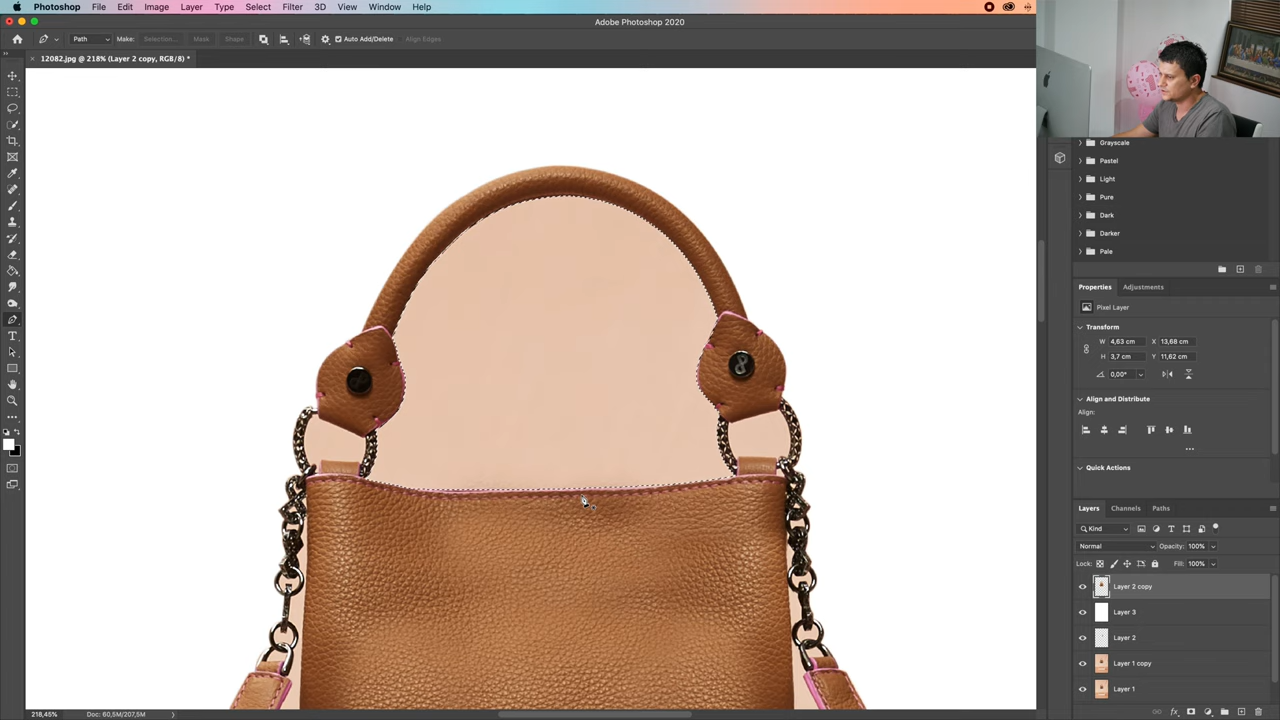 Photoshop File Edit Image Layer Type Select Filter 3D View Window Help
Adobe Photoshop 2020
Path Make: Selection... Mask Shape Auto Add/Delete Align Edges
12082.jpg @ 218% (Layer 2 copy, RGB/8) *
Grayscale
Pastel
Light
Pure
Dark
Darker
Pale
Properties Adjustments
Pixel Layer
Transform
W 4,63 cm X 13,68 cm
H 3,7 cm Y 11,62 cm
0,00°
Align and Distribute
Align:
Quick Actions
Layers Channels Paths
Kind
Normal Opacity: 100%
Lock: Fill: 100%
Layer 2 copy
Layer 3
Layer 2
Layer 1 copy
Layer 1
218,45% Doc: 60,5M/207,5M